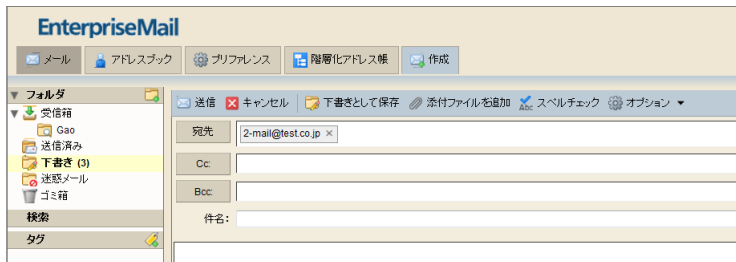 EnterpriseMail
メール アドレスブック プリファレンス 階層化アドレス帳 作成
フォルダ
受信箱
Gao
送信済み
下書き (3)
迷惑メール
ゴミ箱
検索
タグ
送信 キャンセル 下書きとして保存 添付ファイルを追加 Abc スペルチェック オプション
宛先 2-mail@test.co.jp ×
Cc:
Bcc:
件名: